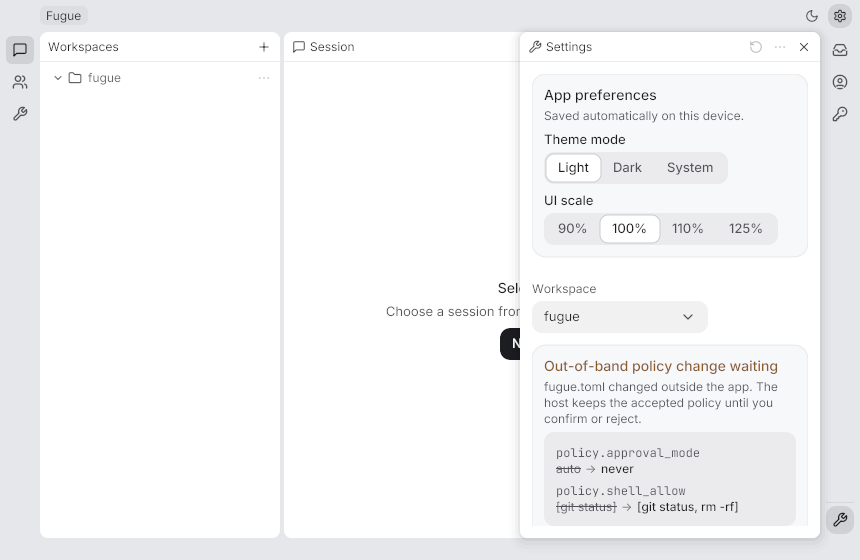 Fugue
Workspaces
fugue
Session
Sele
Choose a session from
N
Settings
App preferences
Saved automatically on this device.
Theme mode
Light Dark System
UI scale
90% 100% 110% 125%
Workspace
fugue
Out-of-band policy change waiting
fugue.toml changed outside the app. The
host keeps the accepted policy until you
confirm or reject.
policy.approval_mode
auto → never
policy.shell_allow
[git status] → [git status, rm -rf]